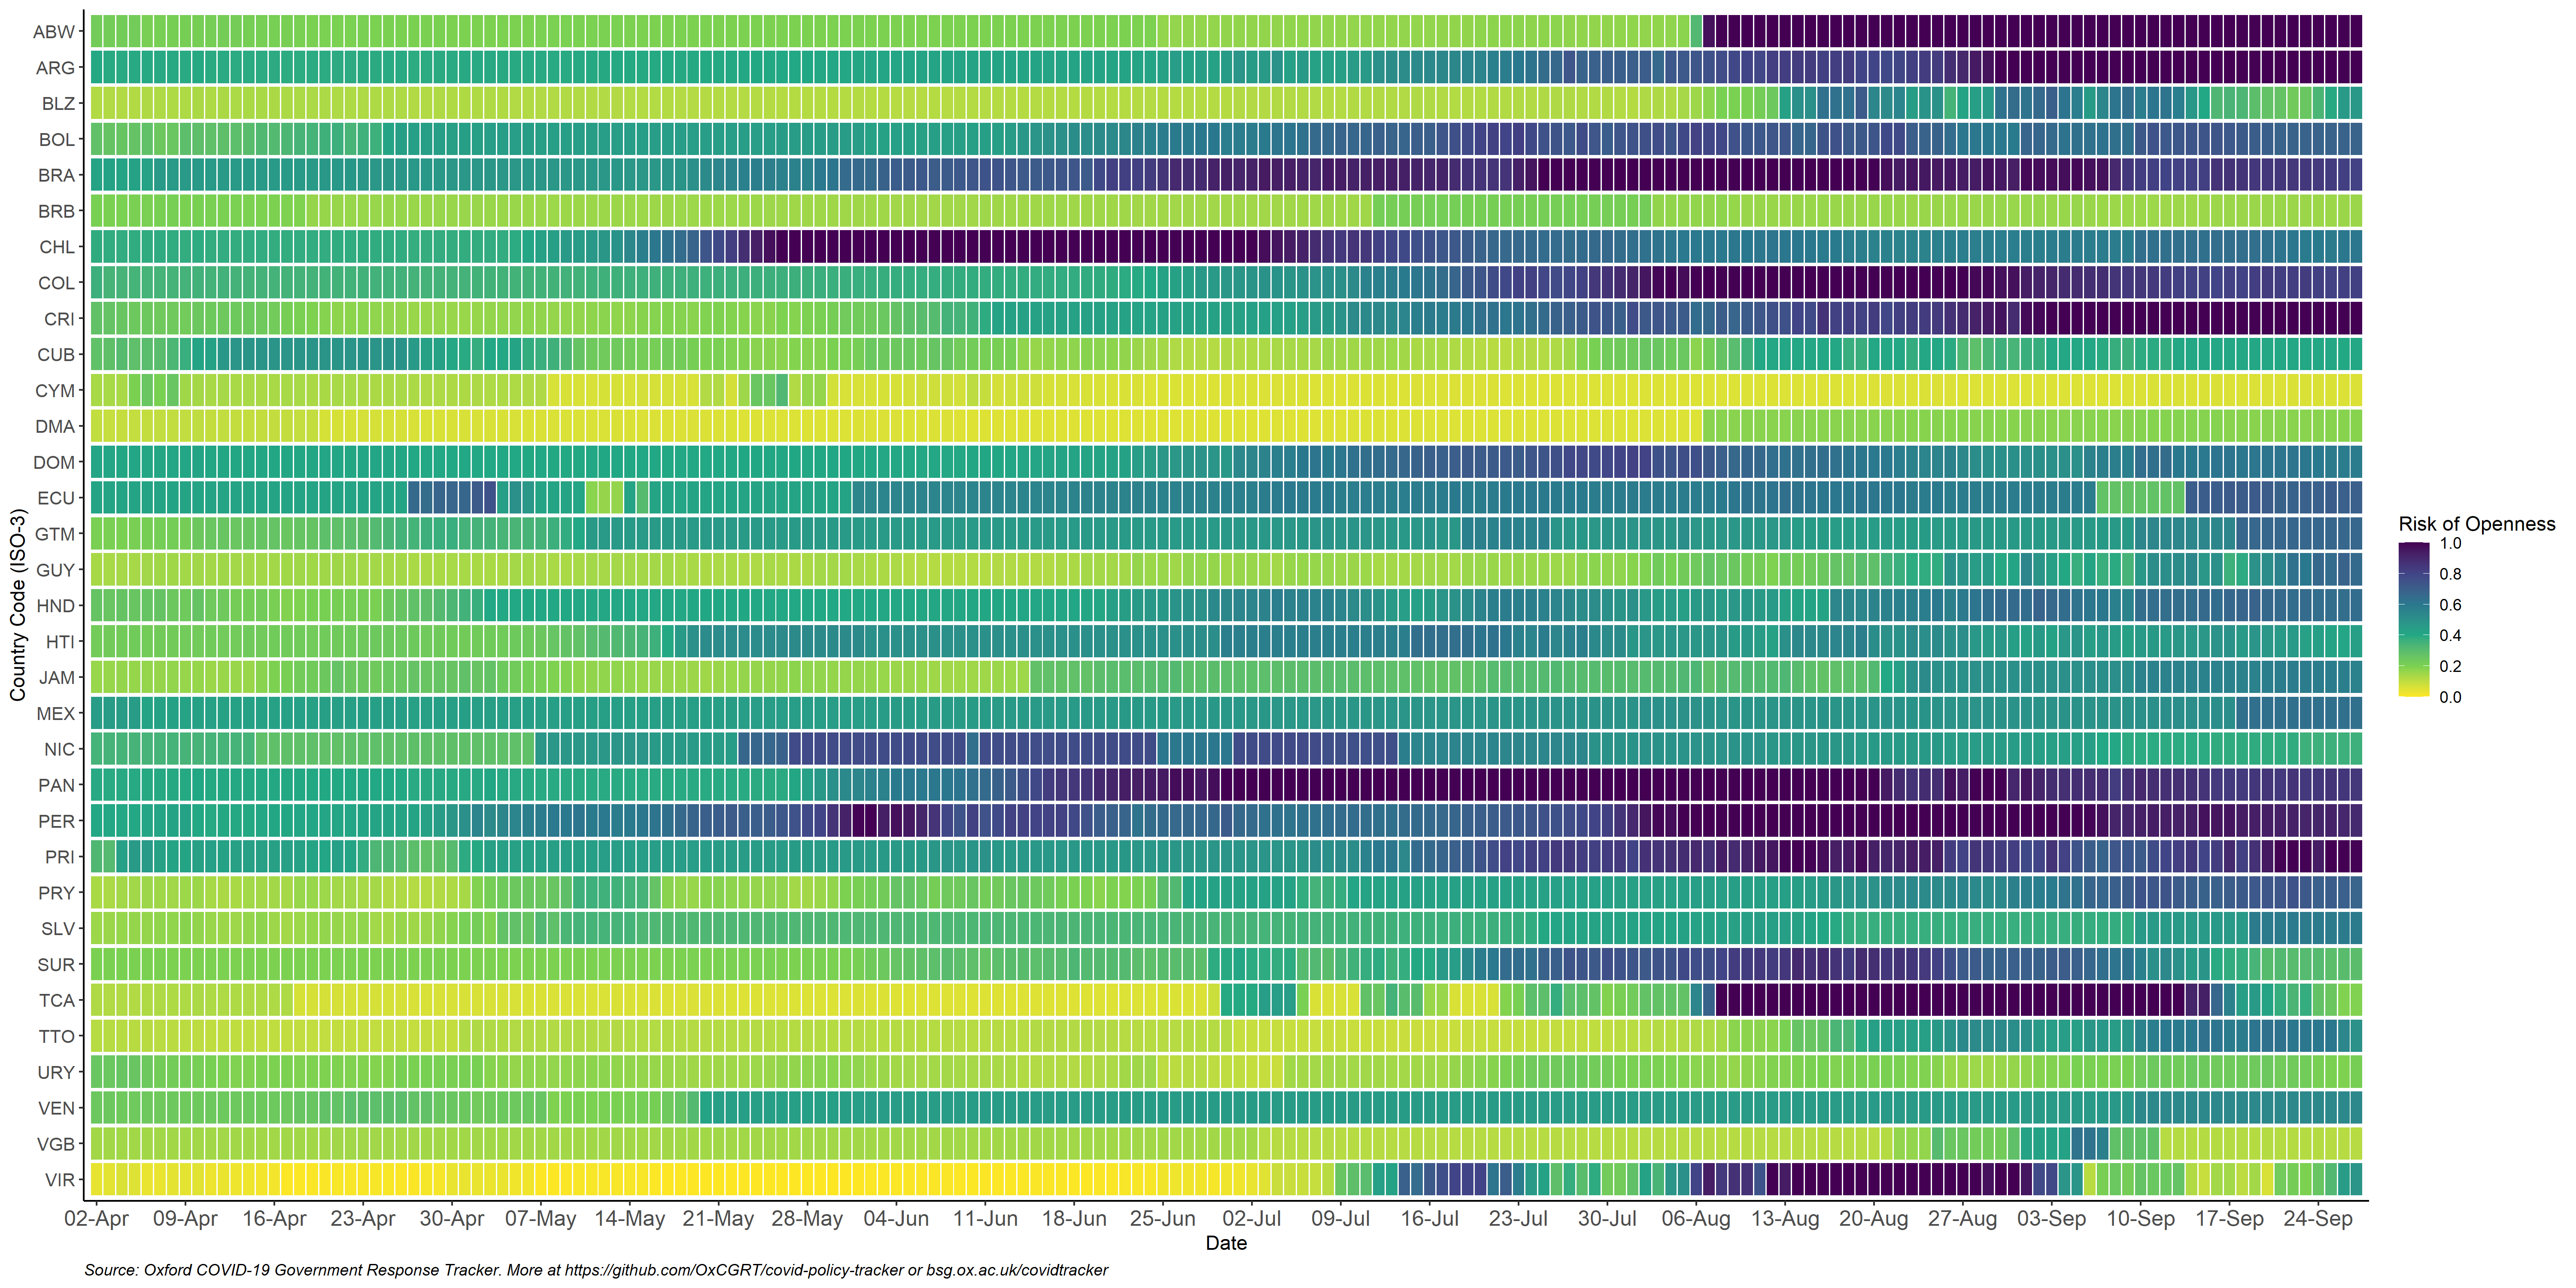 ABW
ARG
BLZ
BOL
BRA
BRB
CHL
COL
CRI
CUB
CYM
DMA
DOM
ECU
GTM
GUY
HND
HTI
JAM
MEX
NIC
PAN
PER
PRI
PRY
SLV
SUR
TCA
TTO
URY
VEN
VGB
VIR
Country Code (ISO-3)
02-Apr 09-Apr 16-Apr 23-Apr 30-Apr 07-May 14-May 21-May 28-May 04-Jun 11-Jun 18-Jun 25-Jun 02-Jul 09-Jul 16-Jul 23-Jul 30-Jul 06-Aug 13-Aug 20-Aug 27-Aug 03-Sep 10-Sep 17-Sep 24-Sep
Date
Risk of Openness
1.0
0.8
0.6
0.4
0.2
0.0
Source: Oxford COVID-19 Government Response Tracker. More at https://github.com/OxCGRT/covid-policy-tracker or bsg.ox.ac.uk/covidtracker